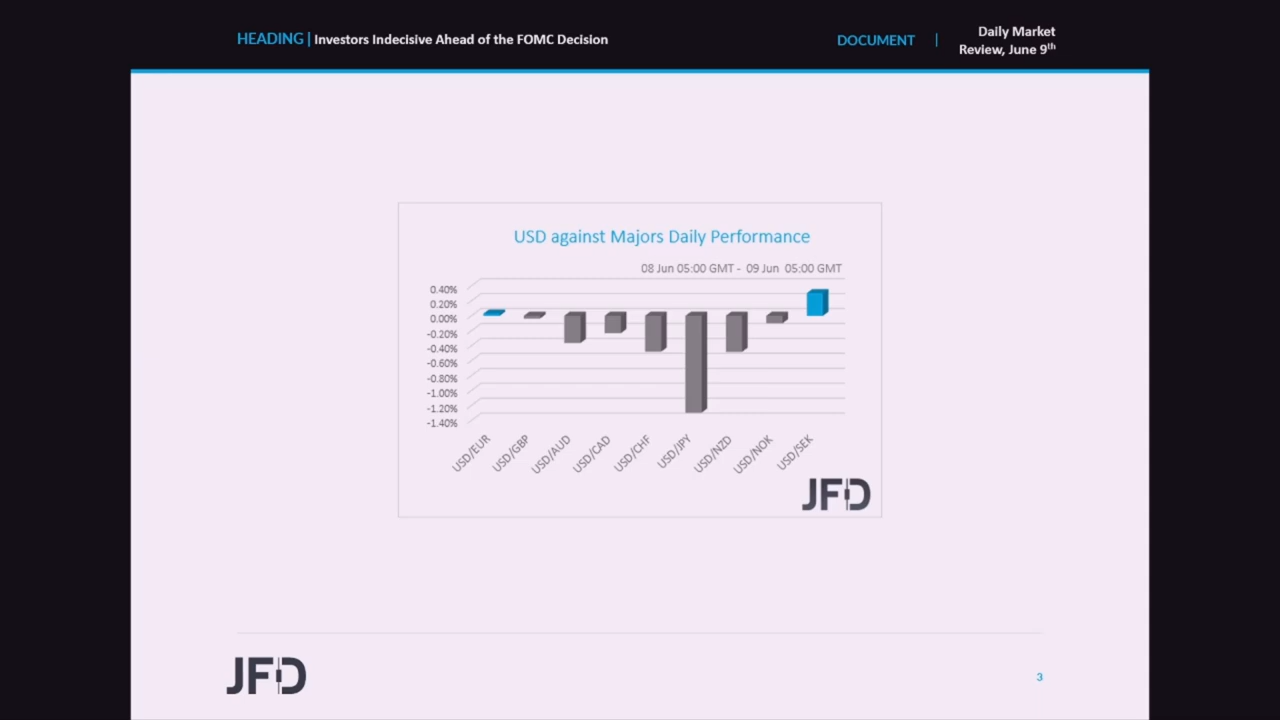 HEADING | Investors Indecisive Ahead of the FOMC Decision
DOCUMENT |
Daily Market
Review, June 9th
USD against Majors Daily Performance
08 Jun 05:00 GMT - 09 Jun 05:00 GMT
0.40%
0.20%
0.00%
-0.20%
-0.40%
-0.60%
-0.80%
-1.00%
-1.20%
-1.40%
USD/EUR
USD/GBP
USD/AUD
USD/CAD
USD/CHF
USD/JPY
USD/NZD
USD/NOK
USD/SEK
JFD
JFD
3